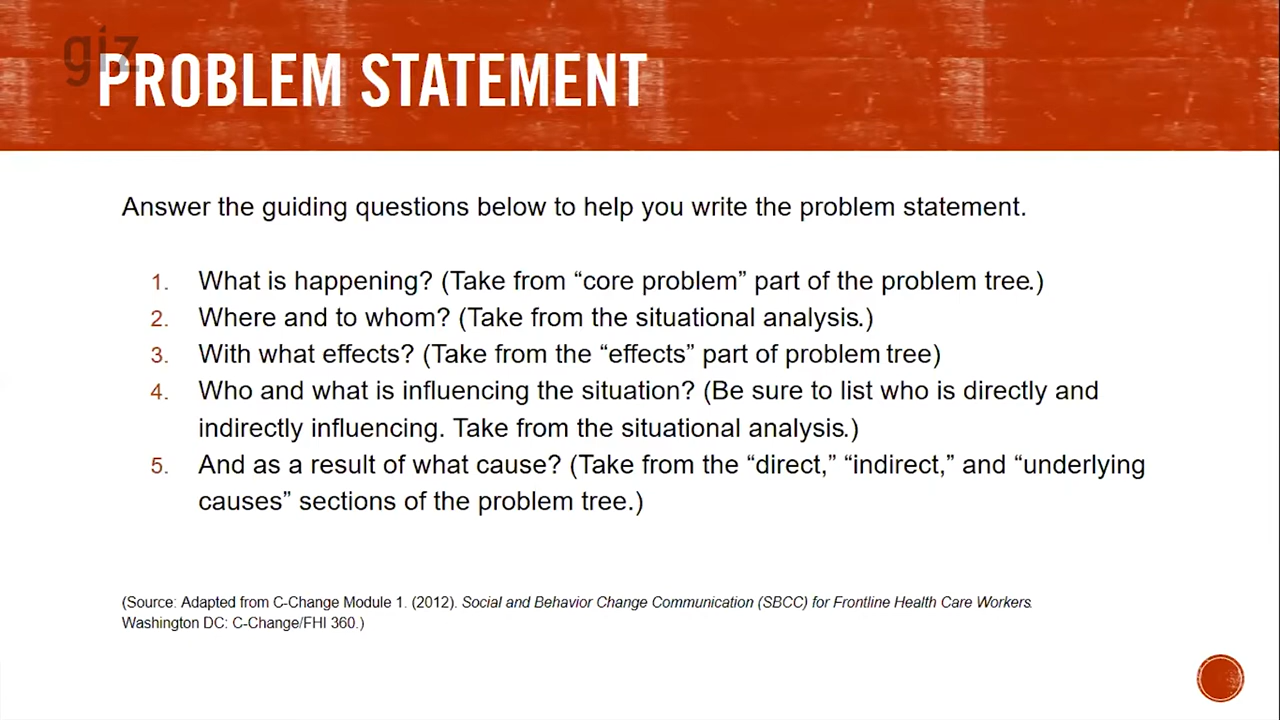 giz
PROBLEM STATEMENT
Answer the guiding questions below to help you write the problem statement.
1. What is happening? (Take from “core problem” part of the problem tree.)
2. Where and to whom? (Take from the situational analysis.)
3. With what effects? (Take from the “effects” part of problem tree)
4. Who and what is influencing the situation? (Be sure to list who is directly and
indirectly influencing. Take from the situational analysis.)
5. And as a result of what cause? (Take from the “direct,” “indirect,” and “underlying
causes” sections of the problem tree.)
(Source: Adapted from C-Change Module 1. (2012). Social and Behavior Change Communication (SBCC) for Frontline Health Care Workers.
Washington DC: C-Change/FHI 360.)